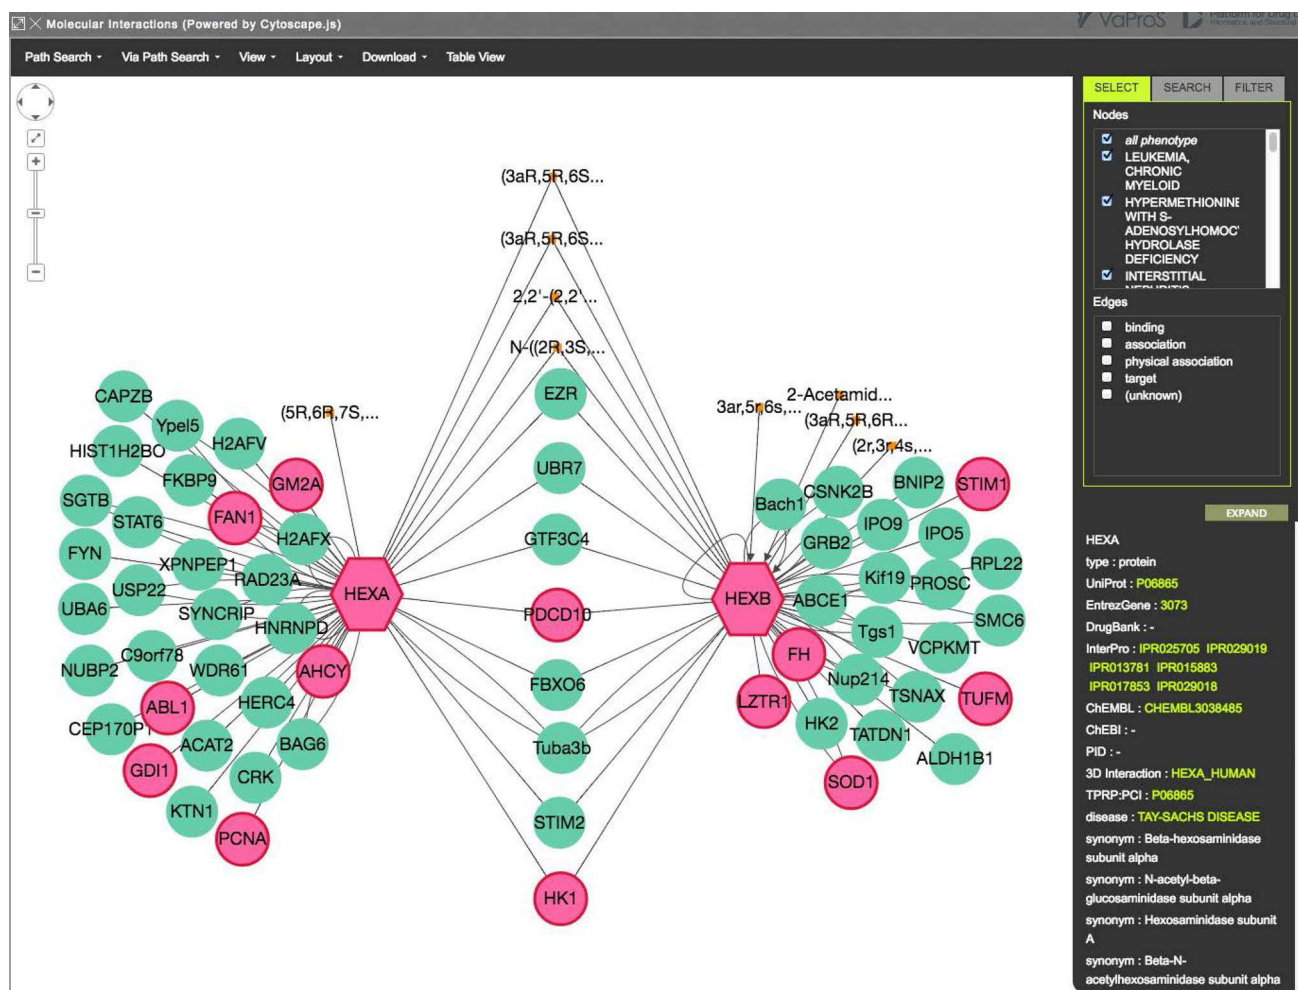 Molecular Interactions (Powered by Cytoscape.js)
VaProS
Path Search
Via Path Search
View
Layout
Download
Table View
SELECT
SEARCH
FILTER
Nodes
all phenotype
LEUKEMIA,
CHRONIC
MYELOID
HYPERMETHIONINE
WITH S-
ADENOSYLHOMOC
HYDROLASE
DEFICIENCY
INTERSTITIAL
Edges
binding
association
physical association
target
(unknown)
EXPAND
HEXA
type : protein
UniProt : P06865
EntrezGene : 3073
DrugBank : -
InterPro : IPR025705 IPR029019
IPR013781 IPR015883
IPR017853 IPR029018
ChEMBL : CHEMBL3038485
ChEBI : -
PID : -
3D Interaction : HEXA_HUMAN
TPRP:PCI : P06865
disease : TAY-SACHS DISEASE
synonym : Beta-hexosaminidase
subunit alpha
synonym : N-acetyl-beta-
glucosaminidase subunit alpha
synonym : Hexosaminidase subunit
A
synonym : Beta-N-
acetylhexosaminidase subunit alpha
(3aR,5R,6S...
(3aR,5R,6S...
2,2'-(2,2'...
N-((2R,3S,...
EZR
UBR7
GTF3C4
PDCD10
FBXO6
Tuba3b
STIM2
HK1
(5R,6R,7S,...
CAPZB
Ypel5
H2AFV
HIST1H2BO
FKBP9
GM2A
SGTB
STAT6
FAN1
H2AFX
FYN
XPNPEP1
RAD23A
USP22
UBA6
SYNCRIP
HNRNPD
HEXA
C9orf78
NUBP2
WDR61
AHCY
ABL1
HERC4
CEP170P1
ACAT2
BAG6
GDI1
CRK
KTN1
PCNA
3ar,5r,6s,...
2-Acetamid...
(3aR,5R,6R...
(2r,3r,4s,...
Bach1
CSNK2B
BNIP2
STIM1
GRB2
IPO9
IPO5
HEXB
ABCE1
Kif19
PROSC
RPL22
SMC6
Tgs1
VCPKMT
FH
Nup214
TSNAX
TUFM
LZTR1
HK2
TATDN1
ALDH1B1
SOD1